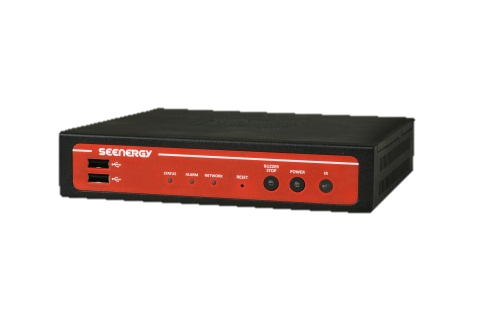 SEENERGY
STATUS ALARM NETWORK RESET BUZZER STOP POWER IR